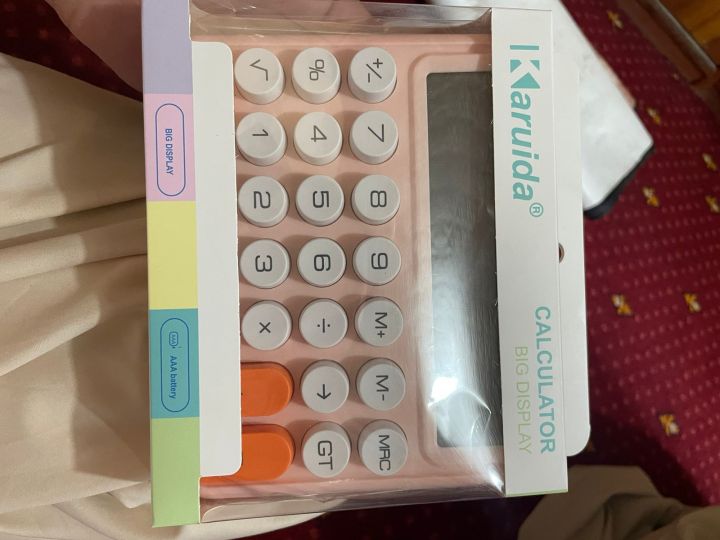 Karuida®
CALCULATOR
BIG DISPLAY
+/- 7 8 9 M+ M- MRC
% 4 5 6 ÷ → GT
√ 1 2 3 ×
BIG DISPLAY
AAA battery